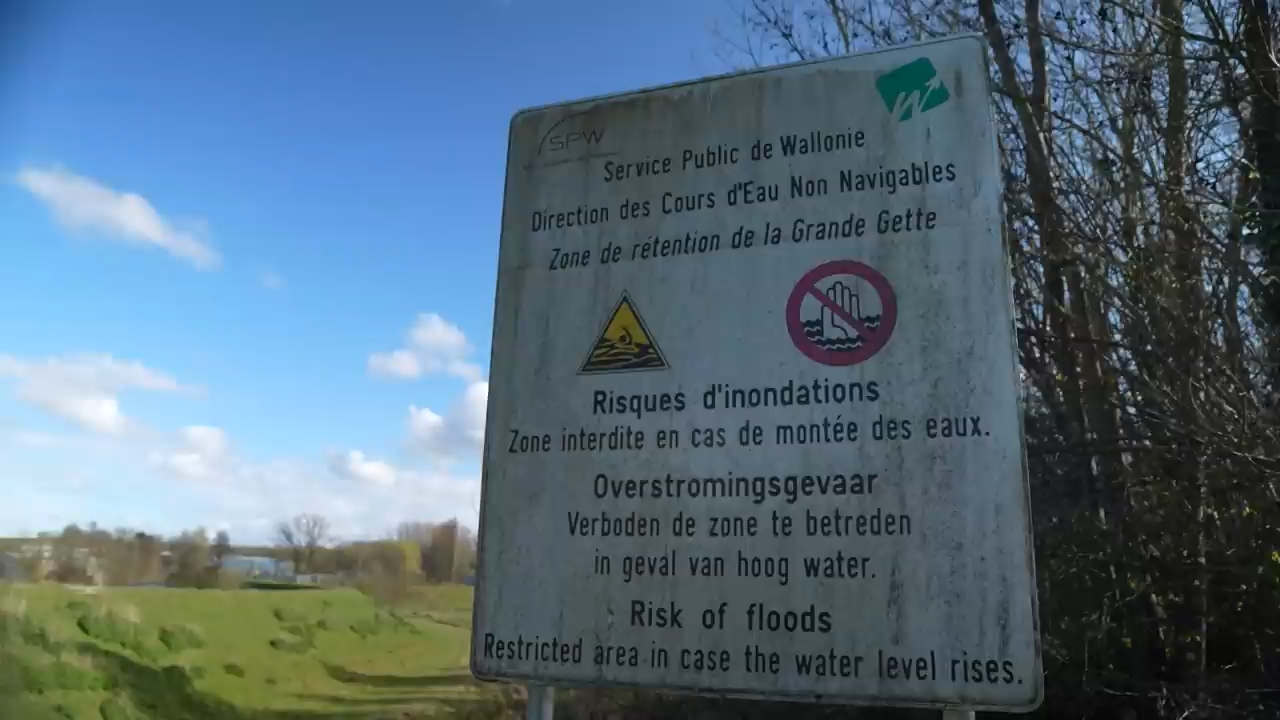 SPW
Service Public de Wallonie
Direction des Cours d'Eau Non Navigables
Zone de rétention de la Grande Gette
Risques d'inondations
Zone interdite en cas de montée des eaux.
Overstromingsgevaar
Verboden de zone te betreden
in geval van hoog water.
Risk of floods
Restricted area in case the water level rises.